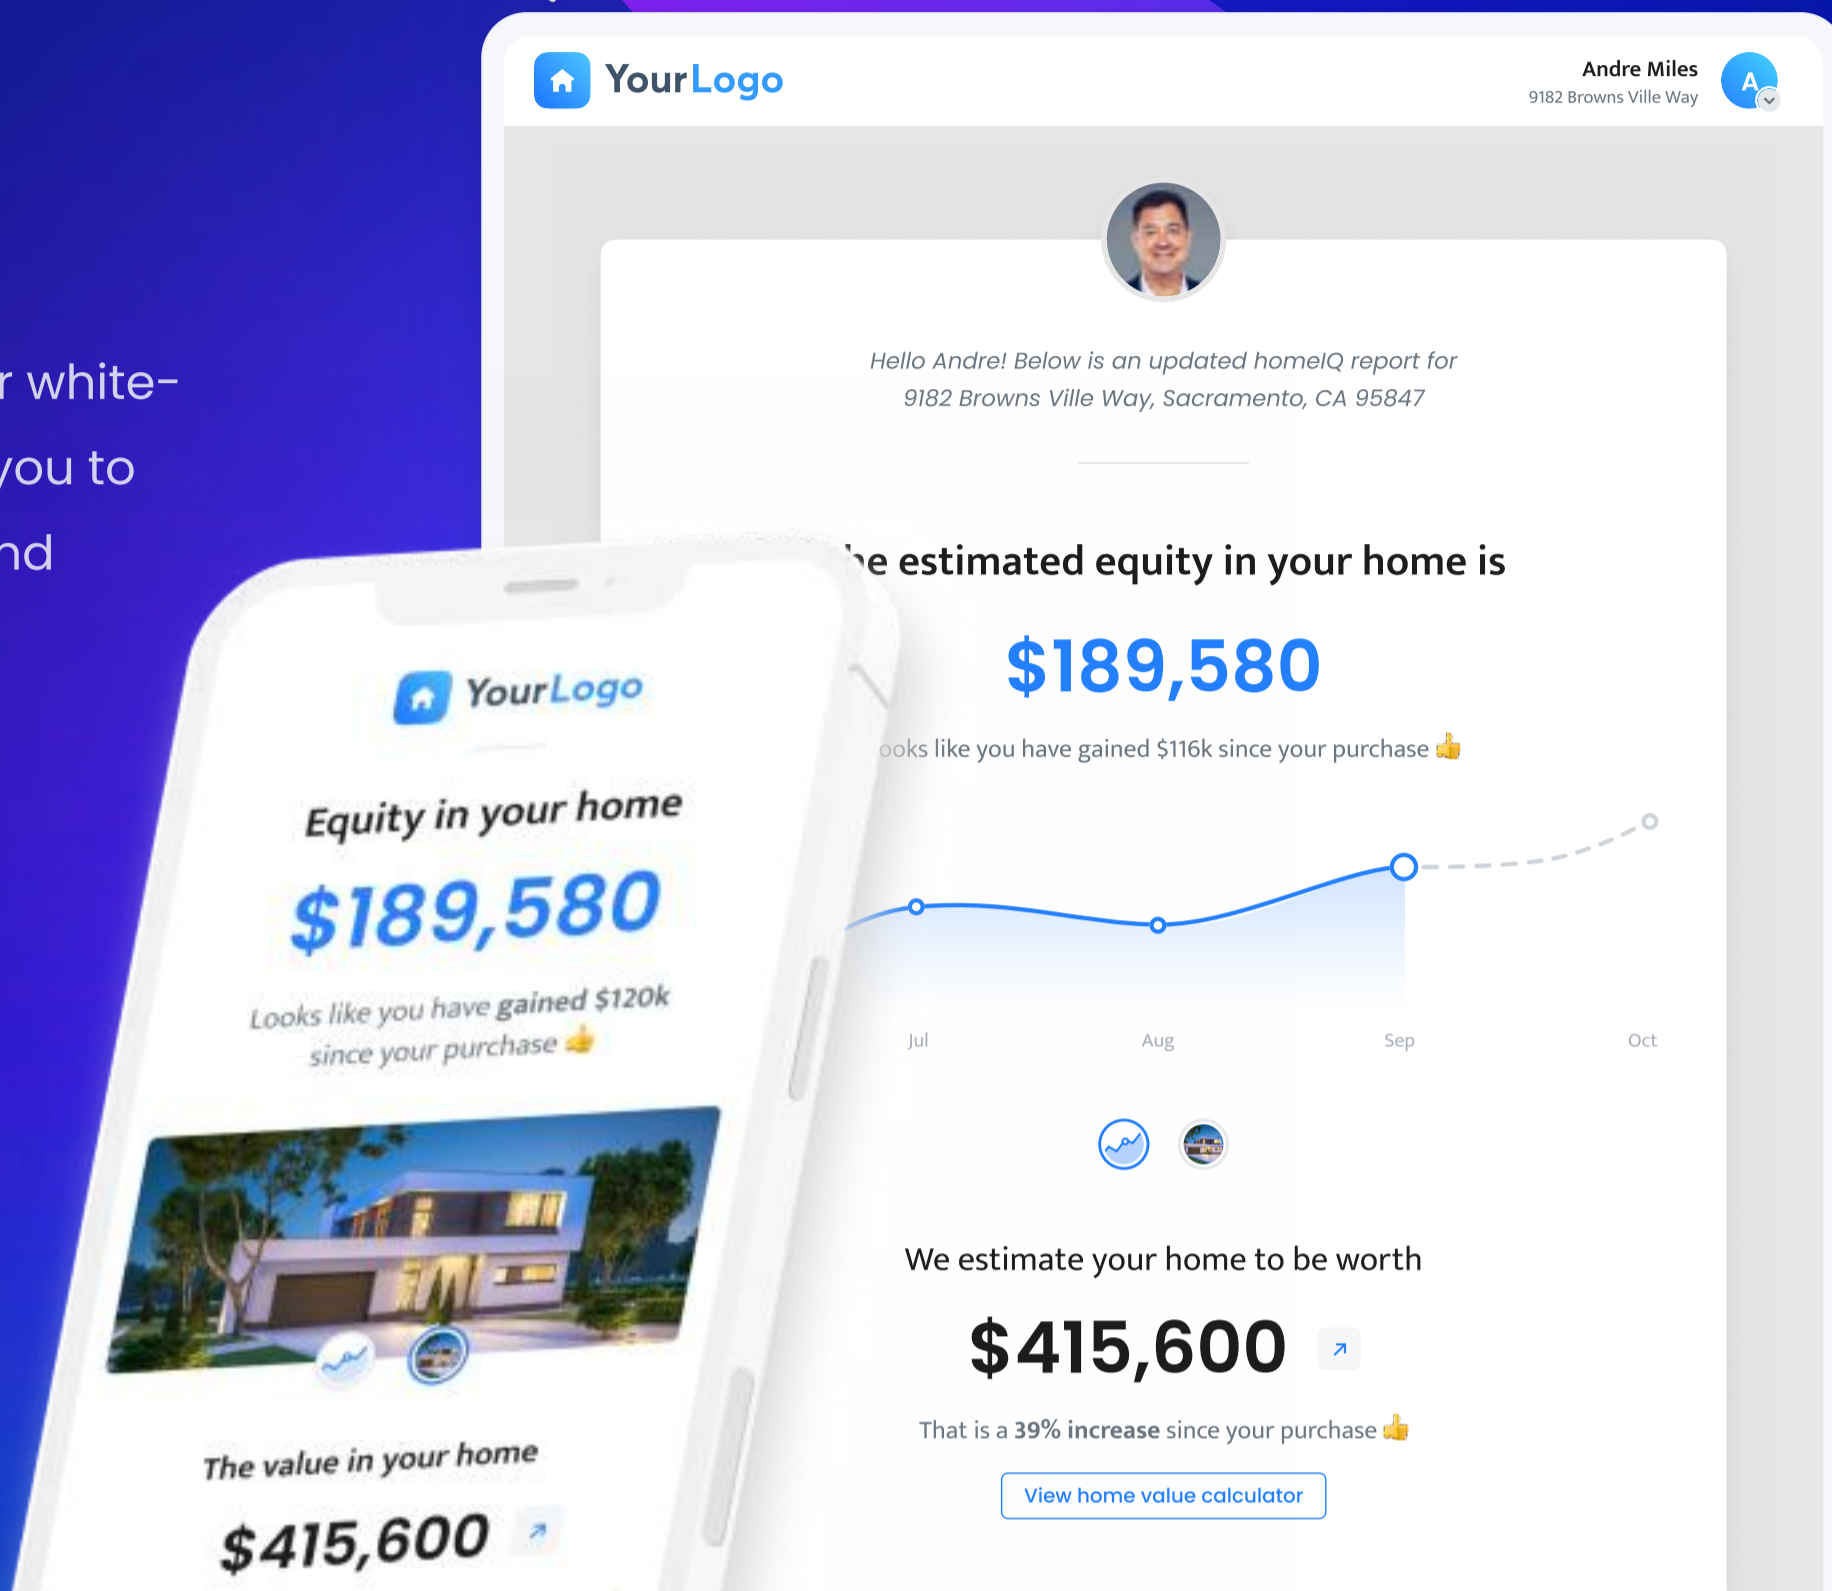 r white-
you to
nd
YourLogo
Andre Miles
9182 Browns Ville Way
A
Hello Andre! Below is an updated homeIQ report for
9182 Browns Ville Way, Sacramento, CA 95847
he estimated equity in your home is
$189,580
ooks like you have gained $116k since your purchase 👍
Jul Aug Sep Oct
We estimate your home to be worth
$415,600
That is a 39% increase since your purchase 👍
View home value calculator
YourLogo
Equity in your home
$189,580
Looks like you have gained $120k
since your purchase 👍
The value in your home
$415,600